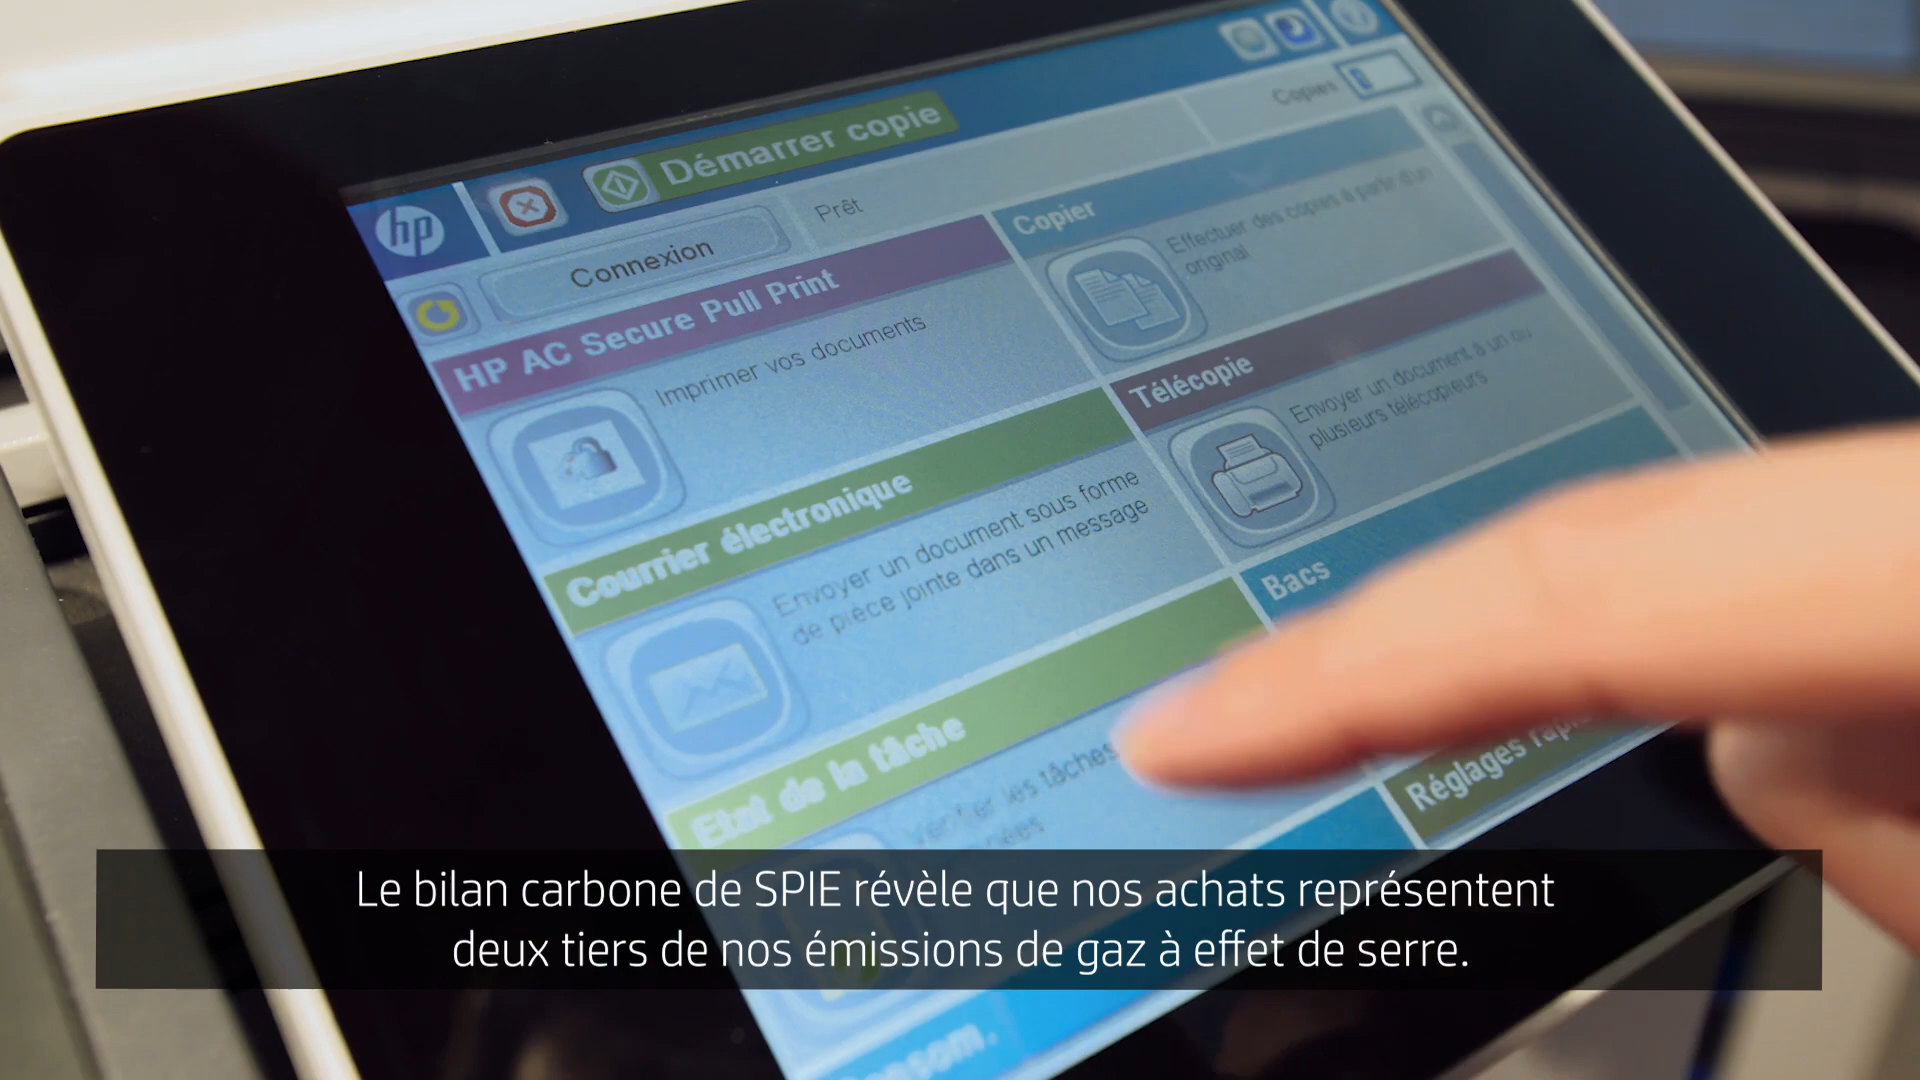 Démarrer copie
Copies
hp
Connexion
Prêt
HP AC Secure Pull Print
Imprimer vos documents
Copier
Effectuer des copies à partir d'un
original
Courrier électronique
Envoyer un document sous forme
de pièce jointe dans un message
Télécopie
Envoyer un document à un ou
plusieurs télécopieurs
Etat de la tâche
les tâches
Bacs
Réglages
Le bilan carbone de SPIE révèle que nos achats représentent
deux tiers de nos émissions de gaz à effet de serre.